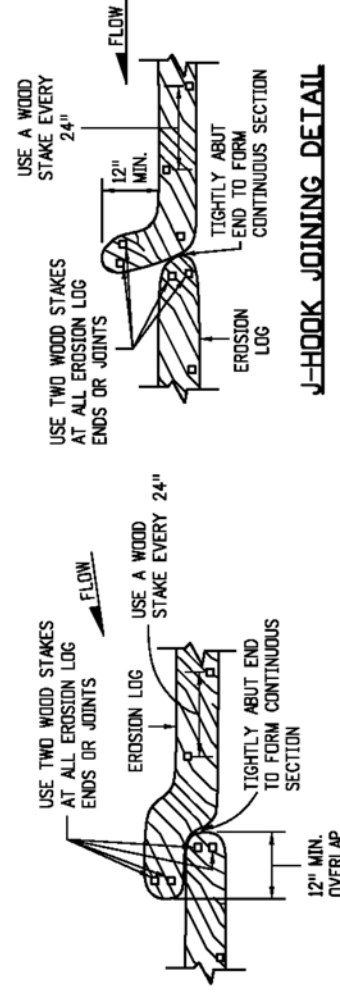 USE TWO WOOD STAKES
AT ALL EROSION LOG
ENDS OR JOINTS
FLOW
EROSION LOG
USE A WOOD
STAKE EVERY 24"
TIGHTLY ABUT END
TO FORM CONTINUOUS
SECTION
12" MIN.
OVERLAP
USE TWO WOOD STAKES
AT ALL EROSION LOG
ENDS OR JOINTS
USE A WOOD
STAKE EVERY
24"
12"
MIN.
FLOW
EROSION
LOG
TIGHTLY ABUT
END TO FORM
CONTINUOUS SECTION
J-HOOK JOINING DETAIL